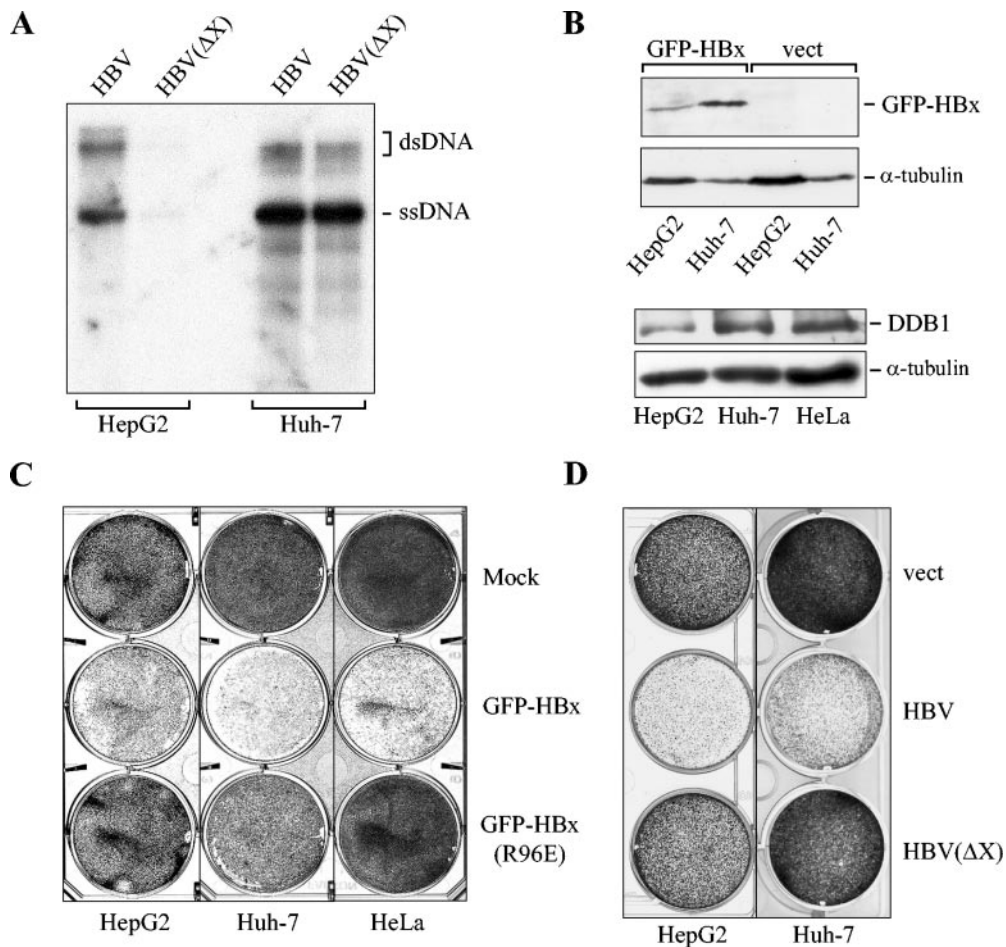 A
HBV
HBV(ΔX)
HBV
HBV(ΔX)
dsDNA
ssDNA
HepG2
Huh-7
B
GFP-HBx
vect
GFP-HBx
α-tubulin
HepG2
Huh-7
HepG2
Huh-7
DDB1
α-tubulin
HepG2
Huh-7
HeLa
C
Mock
GFP-HBx
GFP-HBx
(R96E)
HepG2
Huh-7
HeLa
D
vect
HBV
HBV(ΔX)
HepG2
Huh-7